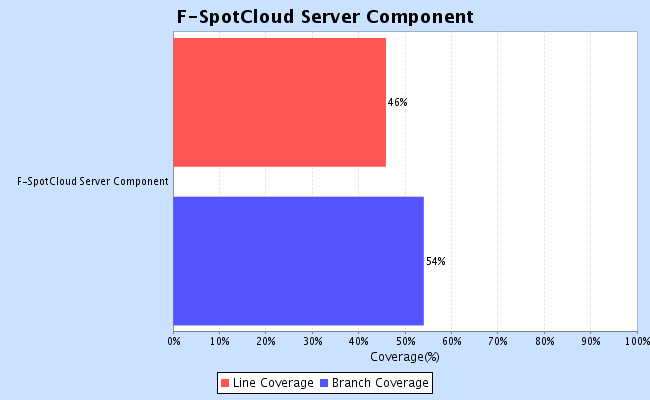 F-SpotCloud Server Component
46%
F-SpotCloud Server Component
54%
0% 10% 20% 30% 40% 50% 60% 70% 80% 90% 100%
Coverage(%)
Line Coverage Branch Coverage